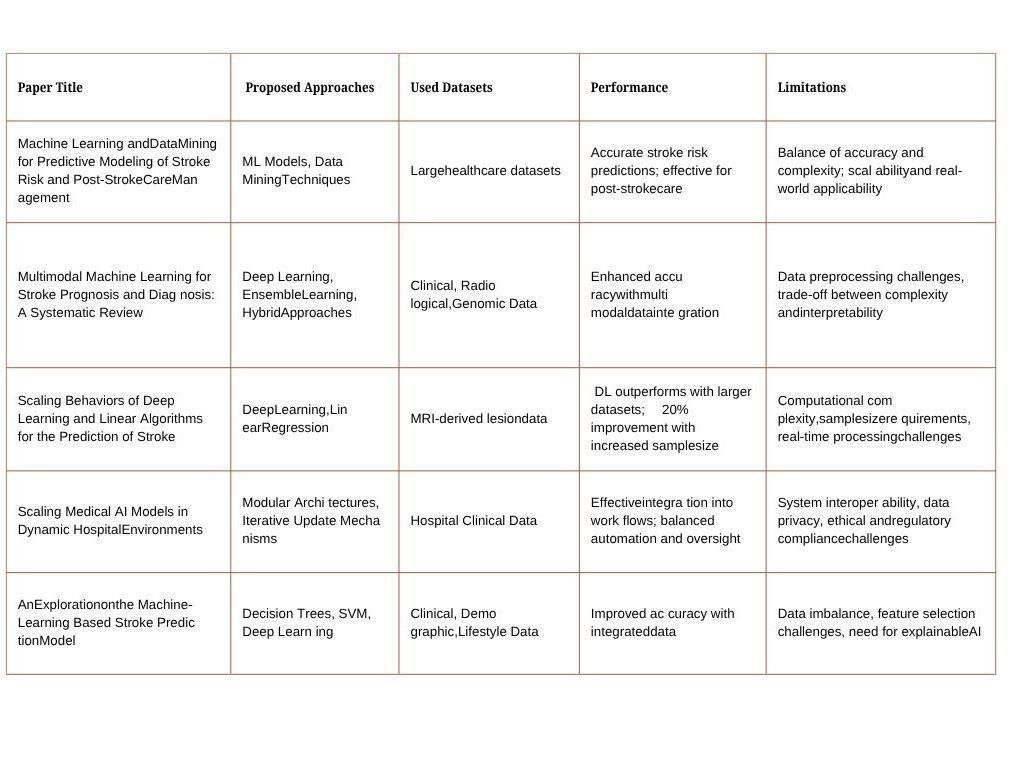 Paper Title
Proposed Approaches
Used Datasets
Performance
Limitations
Machine Learning andDataMining
for Predictive Modeling of Stroke
Risk and Post-StrokeCareMan
agement
ML Models, Data
MiningTechniques
Largehealthcare datasets
Accurate stroke risk
predictions; effective for
post-strokecare
Balance of accuracy and
complexity; scal abilityand real-
world applicability
Multimodal Machine Learning for
Stroke Prognosis and Diag nosis:
A Systematic Review
Deep Learning,
EnsembleLearning,
HybridApproaches
Clinical, Radio
logical,Genomic Data
Enhanced accu
racywithmulti
modaldatainte gration
Data preprocessing challenges,
trade-off between complexity
andinterpretability
Scaling Behaviors of Deep
Learning and Linear Algorithms
for the Prediction of Stroke
DeepLearning,Lin
earRegression
MRI-derived lesiondata
DL outperforms with larger
datasets; 20%
improvement with
increased samplesize
Computational com
plexity,samplesizere quirements,
real-time processingchallenges
Scaling Medical AI Models in
Dynamic HospitalEnvironments
Modular Archi tectures,
Iterative Update Mecha
nisms
Hospital Clinical Data
Effectiveintegra tion into
work flows; balanced
automation and oversight
System interoper ability, data
privacy, ethical andregulatory
compliancechallenges
AnExplorationonthe Machine-
Learning Based Stroke Predic
tionModel
Decision Trees, SVM,
Deep Learn ing
Clinical, Demo
graphic,Lifestyle Data
Improved ac curacy with
integrateddata
Data imbalance, feature selection
challenges, need for explainableAI